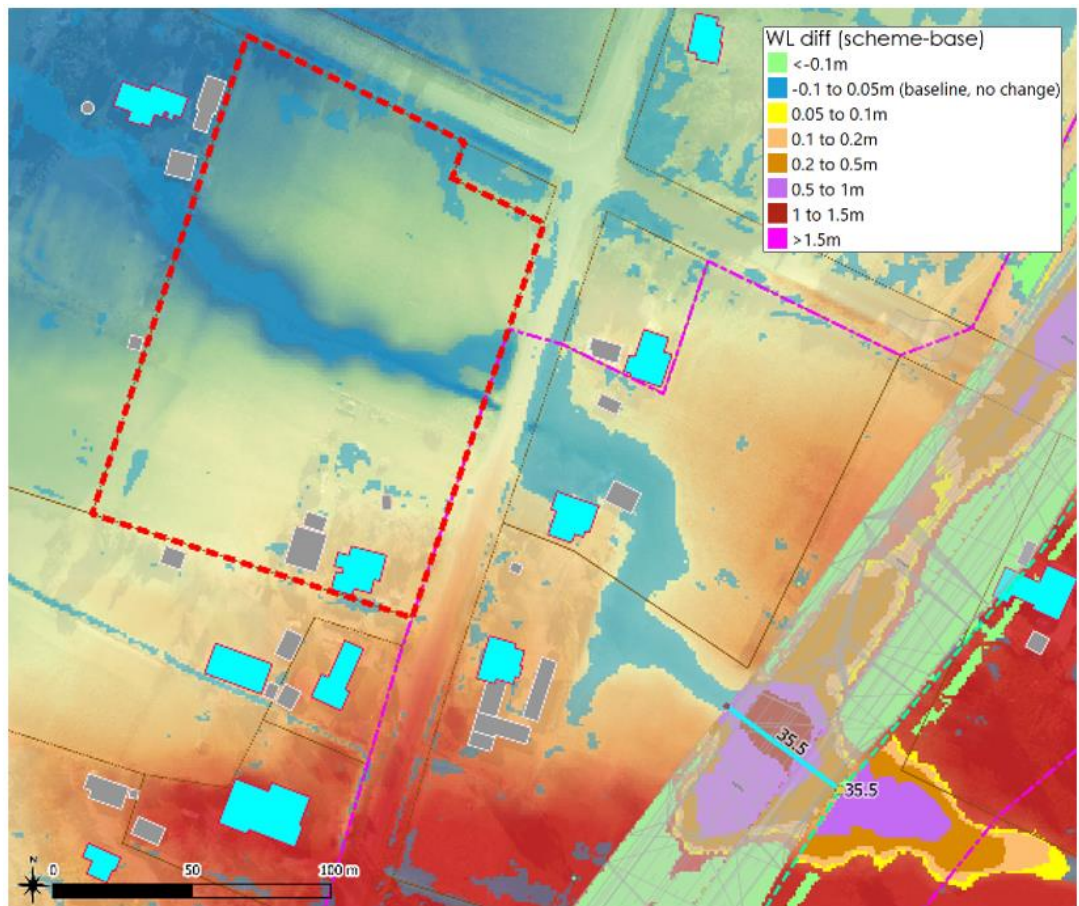 WL diff (scheme-base)
<-0.1m
-0.1 to 0.05m (baseline, no change)
0.05 to 0.1m
0.1 to 0.2m
0.2 to 0.5m
0.5 to 1m
1 to 1.5m
>1.5m
35.5
35.5
N
0 50 100 m